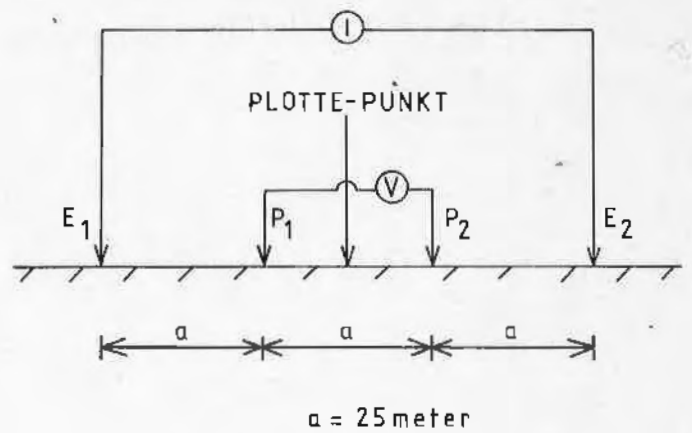 I
PLOTTE-PUNKT
V
E1 P1 P2 E2
a a a
a = 25 meter